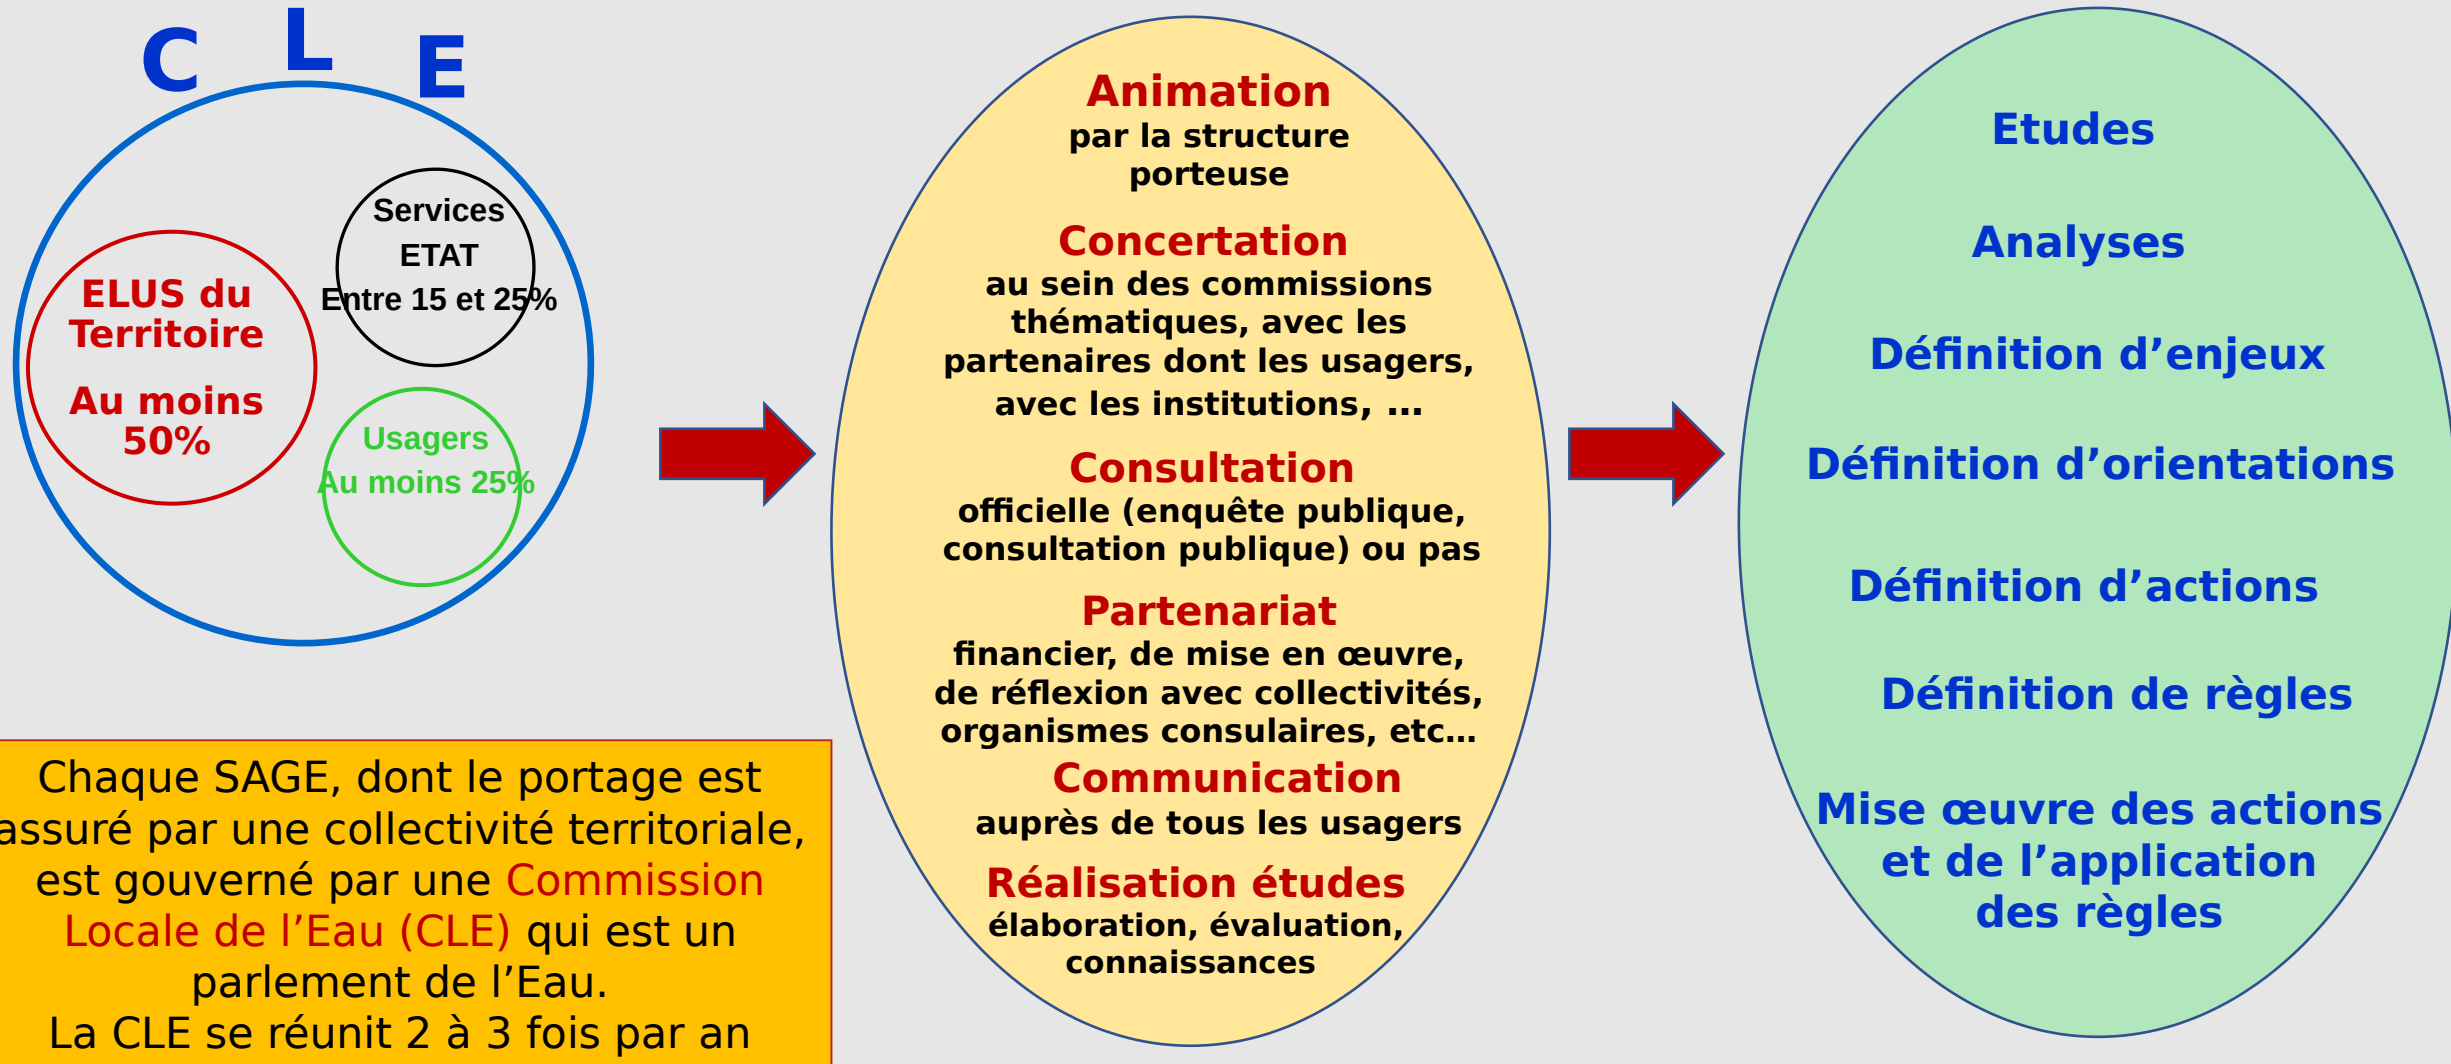 C L E
Services
ETAT
Entre 15 et 25%
ELUS du
Territoire
Au moins
50%
Usagers
Au moins 25%
Chaque SAGE, dont le portage est
assuré par une collectivité territoriale,
est gouverné par une Commission
Locale de l’Eau (CLE) qui est un
parlement de l’Eau.
La CLE se réunit 2 à 3 fois par an
Animation
par la structure
porteuse
Concertation
au sein des commissions
thématiques, avec les
partenaires dont les usagers,
avec les institutions, ...
Consultation
officielle (enquête publique,
consultation publique) ou pas
Partenariat
financier, de mise en œuvre,
de réflexion avec collectivités,
organismes consulaires, etc...
Communication
auprès de tous les usagers
Réalisation études
élaboration, évaluation,
connaissances
Etudes
Analyses
Définition d’enjeux
Définition d’orientations
Définition d’actions
Définition de règles
Mise œuvre des actions
et de l’application
des règles